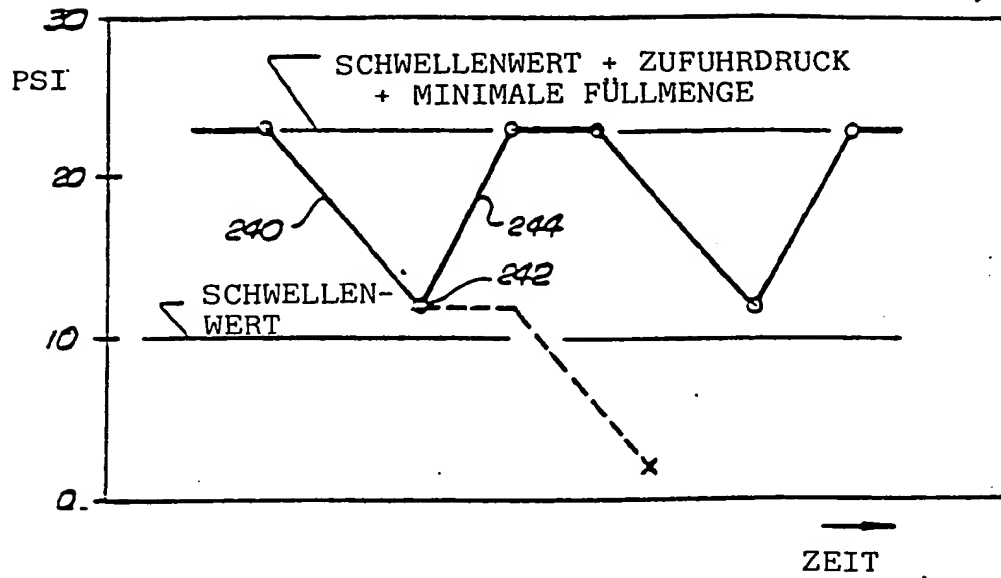 30
PSI
SCHWELLENWERT + ZUFUHRDRUCK
+ MINIMALE FÜLLMENGE
20
240
244
242
SCHWELLEN-
WERT
10
0
ZEIT